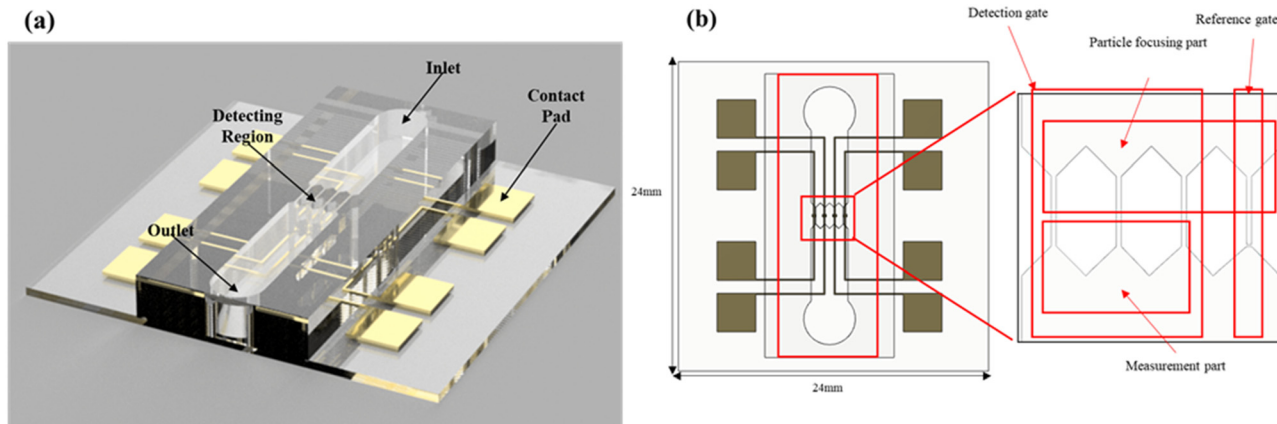 (a)
Inlet
Contact
Pad
Detecting
Region
Outlet
(b)
24mm
24mm
Detection gate
Reference gate
Particle focusing part
Measurement part